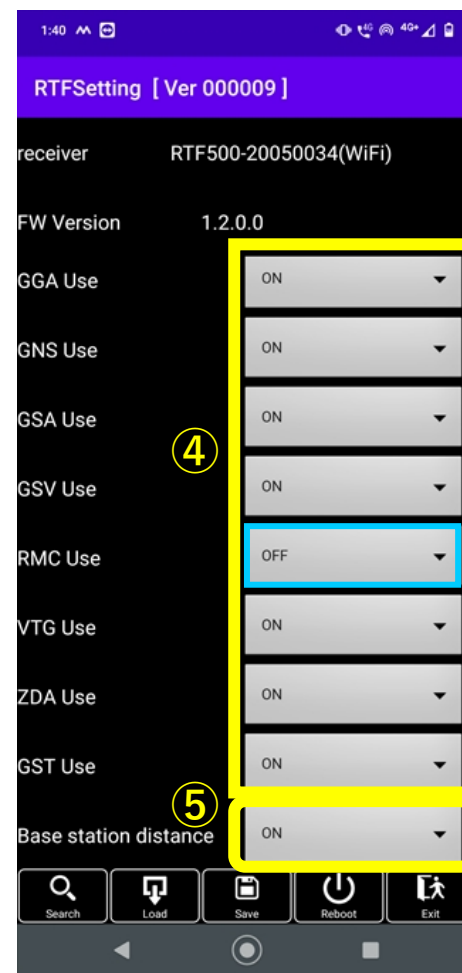 1:40 4G 4G+
RTFSetting [ Ver 000009 ]
receiver RTF500-20050034(WiFi)
FW Version 1.2.0.0
GGA Use ON
GNS Use ON
GSA Use ON
④
GSV Use ON
RMC Use OFF
VTG Use ON
ZDA Use ON
GST Use ON
⑤
Base station distance ON
Search Load Save Reboot Exit